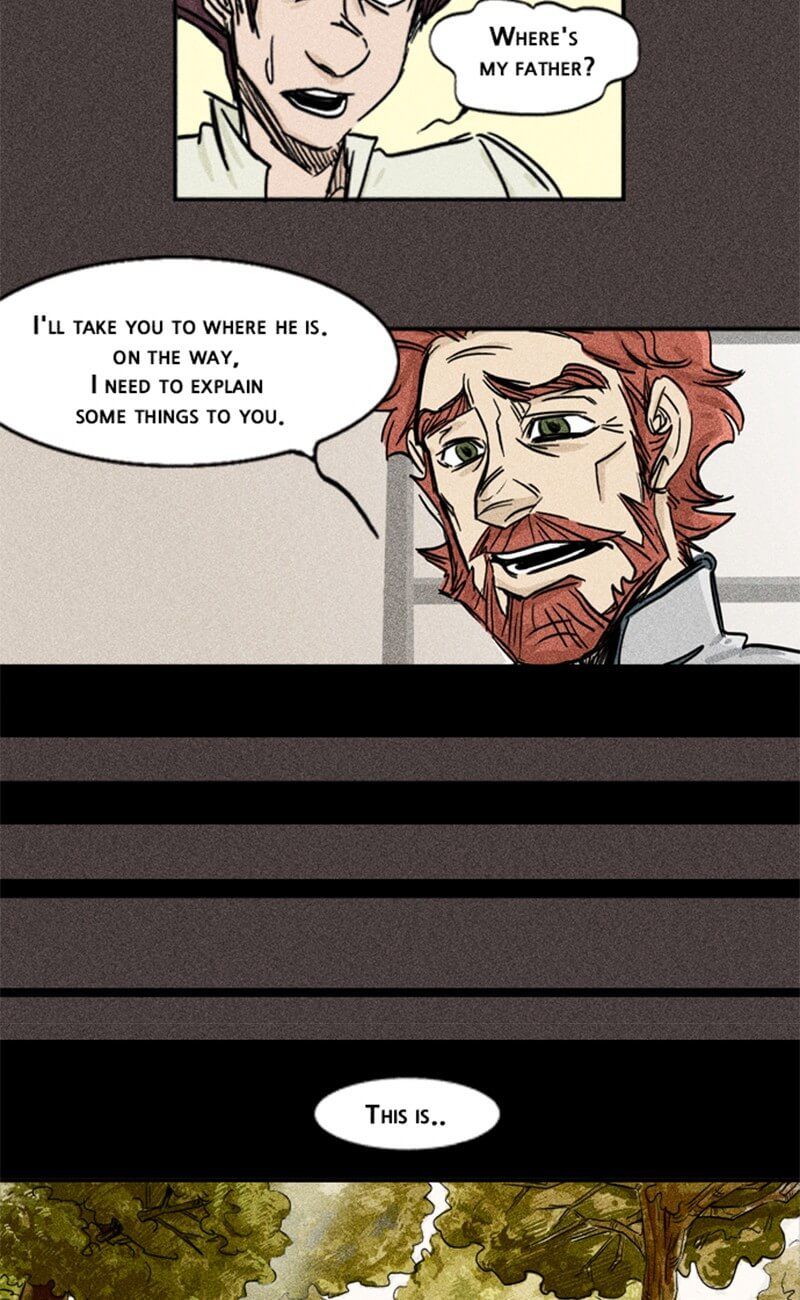 Where's
my father?
I'll take you to where he is.
on the way,
I need to explain
some things to you.
This is..